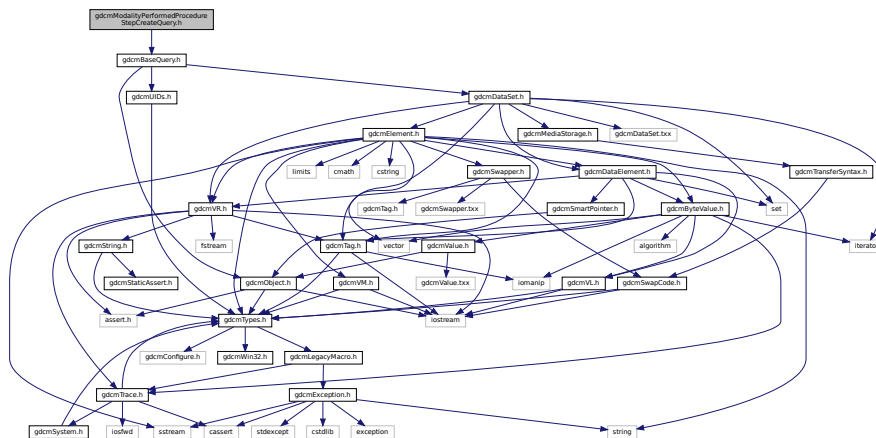 gdcmModalityPerformedProcedure
StepCreateQuery.h
gdcmBaseQuery.h
gdcmUIDs.h
gdcmDataSet.h
gdcmElement.h
gdcmMediaStorage.h
gdcmDataSet.txx
limits
cmath
cstring
gdcmSwapper.h
gdcmDataElement.h
gdcmTransferSyntax.h
gdcmVR.h
gdcmTag.h
gdcmSwapper.txx
gdcmSmartPointer.h
gdcmByteValue.h
set
gdcmString.h
fstream
gdcmTag.h
vector
gdcmValue.h
algorithm
iterato
gdcmStaticAssert.h
gdcmObject.h
gdcmVM.h
gdcmValue.txx
iomanip
gdcmVL.h
gdcmSwapCode.h
assert.h
gdcmTypes.h
iostream
gdcmConfigure.h
gdcmWin32.h
gdcmLegacyMacro.h
gdcmTrace.h
gdcmException.h
gdcmSystem.h
iosfwd
sstream
cassert
stdexcept
cstdlib
exception
string